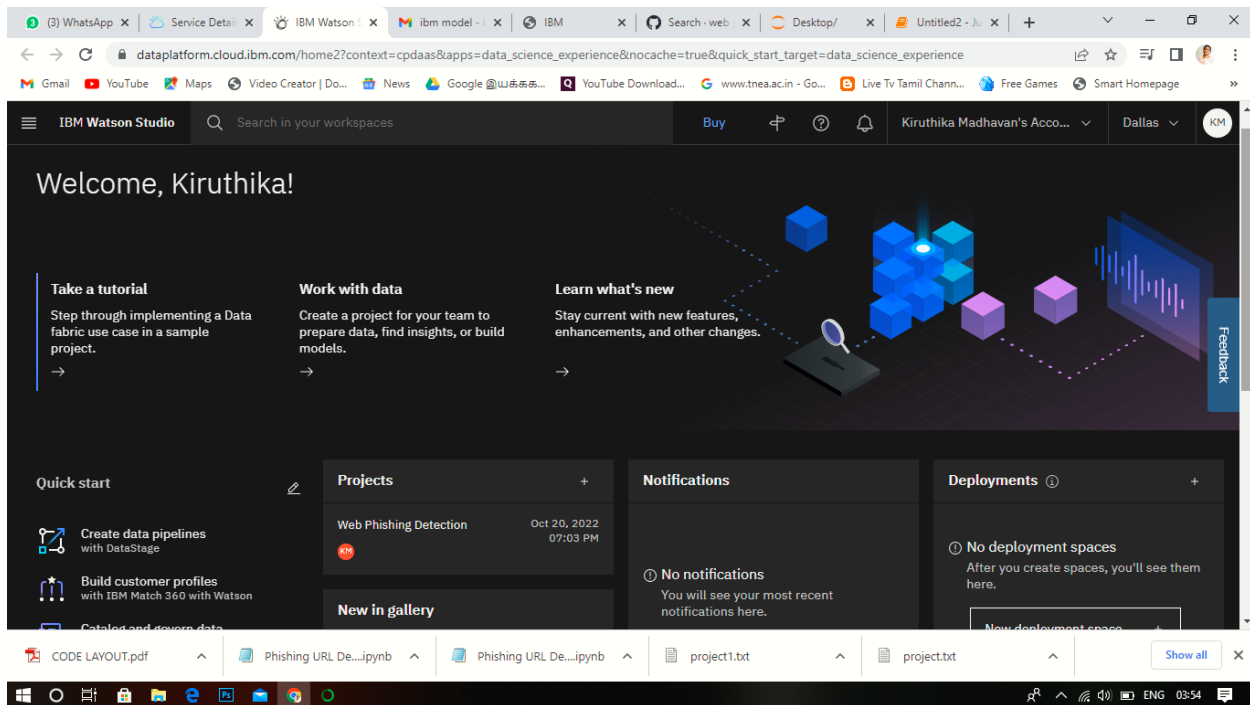 (3) WhatsApp
Service Detail
IBM Watson S
ibm model -
IBM
Search · web
Desktop/
Untitled2 - Ju
dataplatform.cloud.ibm.com/home2?context=cpdaas&apps=data_science_experience&nocache=true&quick_start_target=data_science_experience
Gmail
YouTube
Maps
Video Creator | Do...
News
Google இயக்கக...
YouTube Download...
www.tnea.ac.in - Go...
Live Tv Tamil Chann...
Free Games
Smart Homepage
IBM Watson Studio
Search in your workspaces
Buy
Kiruthika Madhavan's Acco...
Dallas
KM
Welcome, Kiruthika!
Take a tutorial
Step through implementing a Data
fabric use case in a sample
project.
Work with data
Create a project for your team to
prepare data, find insights, or build
models.
Learn what's new
Stay current with new features,
enhancements, and other changes.
Feedback
Quick start
Create data pipelines
with DataStage
Build customer profiles
with IBM Match 360 with Watson
Catalog and govern data
Projects
Web Phishing Detection
Oct 20, 2022
07:03 PM
KM
New in gallery
Notifications
No notifications
You will see your most recent
notifications here.
Deployments
No deployment spaces
After you create spaces, you'll see them
here.
New deployment space
CODE LAYOUT.pdf
Phishing URL De....ipynb
Phishing URL De....ipynb
project1.txt
project.txt
Show all
Ps
ENG
03:54